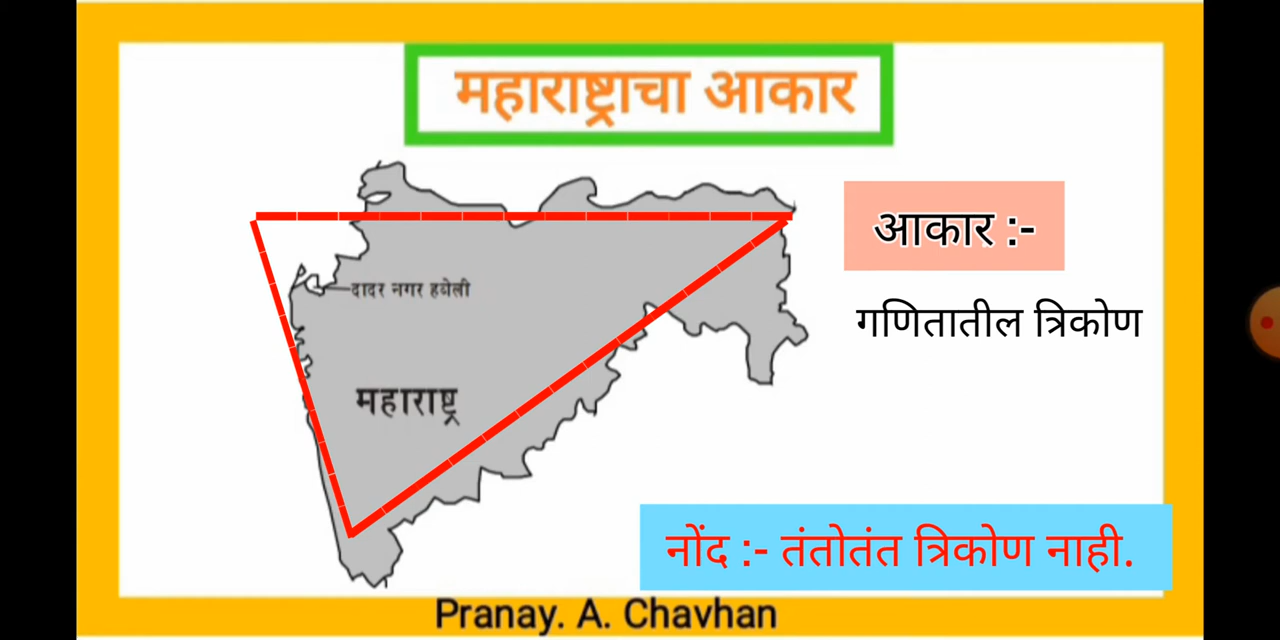 महाराष्ट्राचा आकार
आकार :-
दादर नगर हवेली
गणितातील त्रिकोण
महाराष्ट्र
नोंद :- तंतोतंत त्रिकोण नाही.
Pranay. A. Chavhan